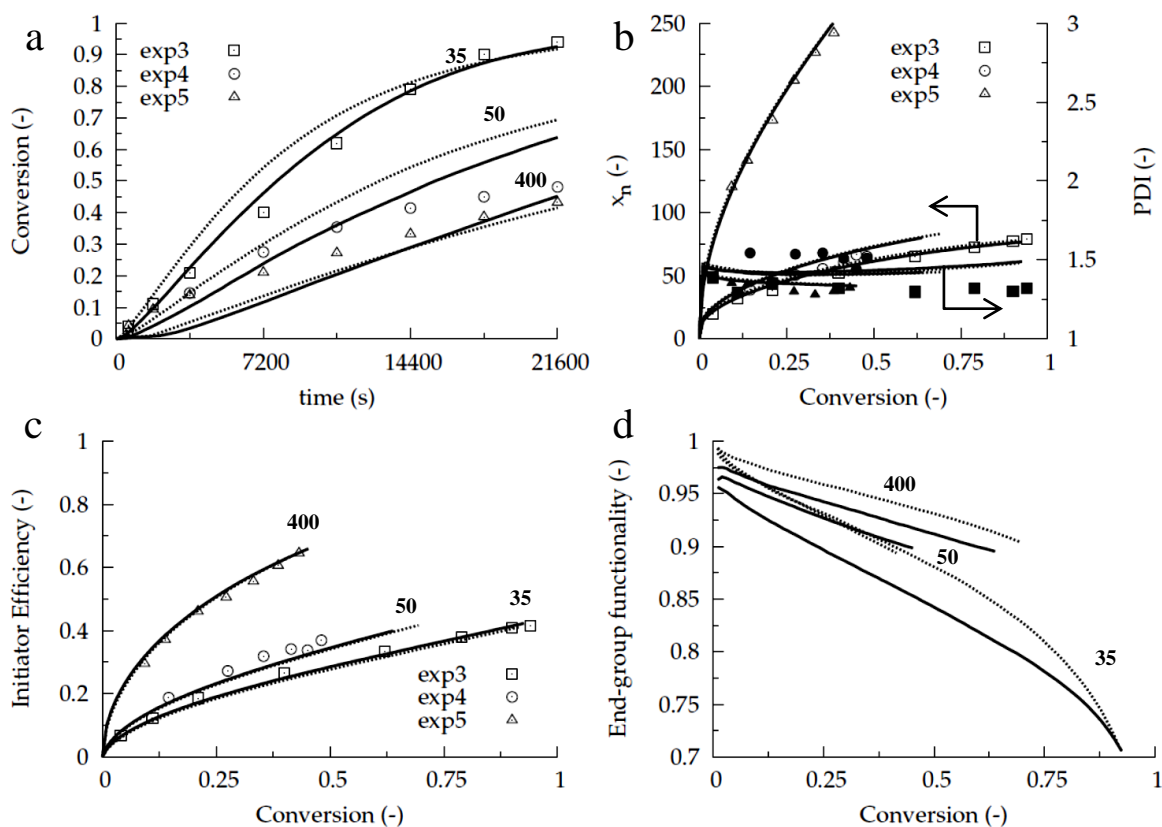 a
Conversion (-)
1
0.9
0.8
0.7
0.6
0.5
0.4
0.3
0.2
0.1
0
exp3
exp4
exp5
35
50
400
0
7200
14400
21600
time (s)
b
xn (-)
250
200
150
100
50
0
exp3
exp4
exp5
3
2.5
2
1.5
1
PDI (-)
0
0.25
0.5
0.75
1
Conversion (-)
c
Initiator Efficiency (-)
1
0.8
0.6
0.4
0.2
0
400
50
35
exp3
exp4
exp5
0
0.25
0.5
0.75
1
Conversion (-)
d
End-group functionality (-)
1
0.95
0.9
0.85
0.8
0.75
0.7
400
50
35
0
0.25
0.5
0.75
1
Conversion (-)